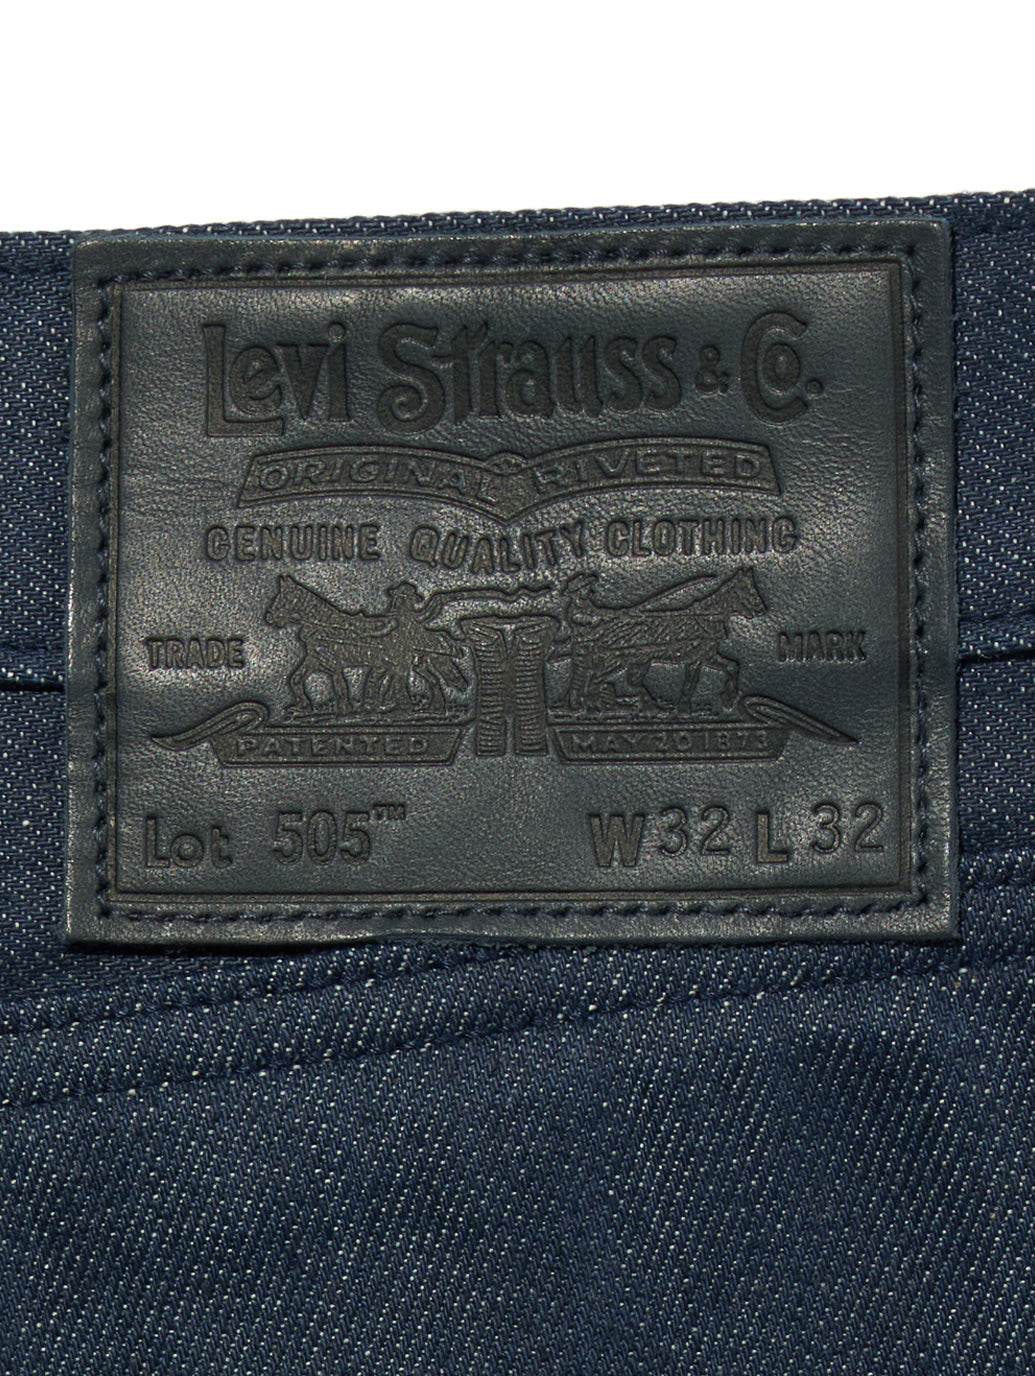 Levi Strauss & Co.
ORIGINAL RIVETED
GENUINE QUALITY CLOTHING
TRADE MARK
PATENTED MAY 20 1873
Lot 505™ W 32 L 32